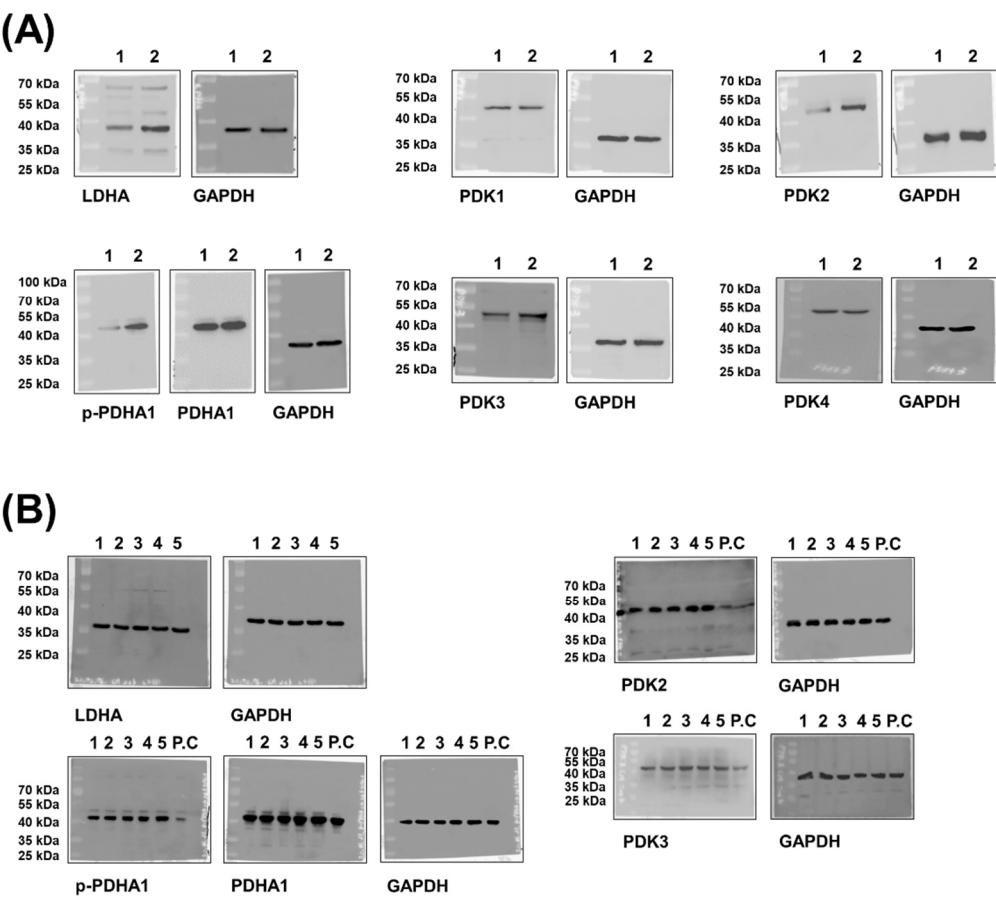 (A)
1 2
70 kDa
55 kDa
40 kDa
35 kDa
25 kDa
LDHA GAPDH
1 2 1 2
70 kDa
55 kDa
40 kDa
35 kDa
25 kDa
PDK1 GAPDH
1 2 1 2
70 kDa
55 kDa
40 kDa
35 kDa
25 kDa
PDK2 GAPDH
1 2 1 2 1 2
100 kDa
70 kDa
55 kDa
40 kDa
35 kDa
25 kDa
p-PDHA1 PDHA1 GAPDH
1 2 1 2
70 kDa
55 kDa
40 kDa
35 kDa
25 kDa
PDK3 GAPDH
1 2 1 2
70 kDa
55 kDa
40 kDa
35 kDa
25 kDa
PDK4 GAPDH
(B)
1 2 3 4 5 1 2 3 4 5
70 kDa
55 kDa
40 kDa
35 kDa
25 kDa
LDHA GAPDH
1 2 3 4 5 P.C 1 2 3 4 5 P.C
70 kDa
55 kDa
40 kDa
35 kDa
25 kDa
PDK2 GAPDH
1 2 3 4 5 P.C 1 2 3 4 5 P.C 1 2 3 4 5 P.C
70 kDa
55 kDa
40 kDa
35 kDa
25 kDa
p-PDHA1 PDHA1 GAPDH
1 2 3 4 5 P.C 1 2 3 4 5 P.C
70 kDa
55 kDa
40 kDa
35 kDa
25 kDa
PDK3 GAPDH